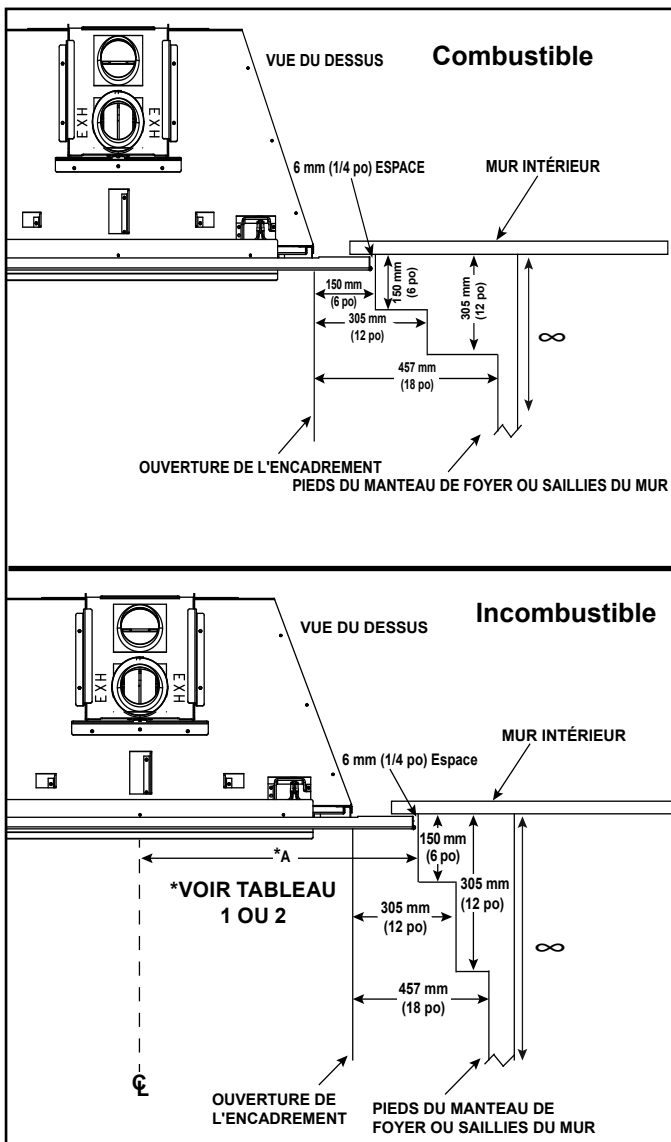 VUE DU DESSUS
Combustible
EXH
EXH
6 mm (1/4 po) ESPACE
MUR INTÉRIEUR
150 mm
(6 po)
150 mm
(6 po)
305 mm
(12 po)
305 mm
(12 po)
∞
457 mm
(18 po)
OUVERTURE DE L'ENCADREMENT
PIEDS DU MANTEAU DE FOYER OU SAILLIES DU MUR
VUE DU DESSUS
Incombustible
EXH
EXH
MUR INTÉRIEUR
6 mm (1/4 po) Espace
150 mm
(6 po)
*A
305 mm
(12 po)
*VOIR TABLEAU
1 OU 2
305 mm
(12 po)
∞
457 mm
(18 po)
℄
OUVERTURE DE
L'ENCADREMENT
PIEDS DU MANTEAU DE
FOYER OU SAILLIES DU MUR